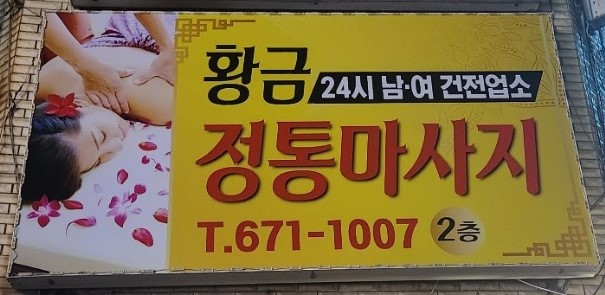 황금
24시 남·여 건전업소
정통마사지
T.671-1007 2층